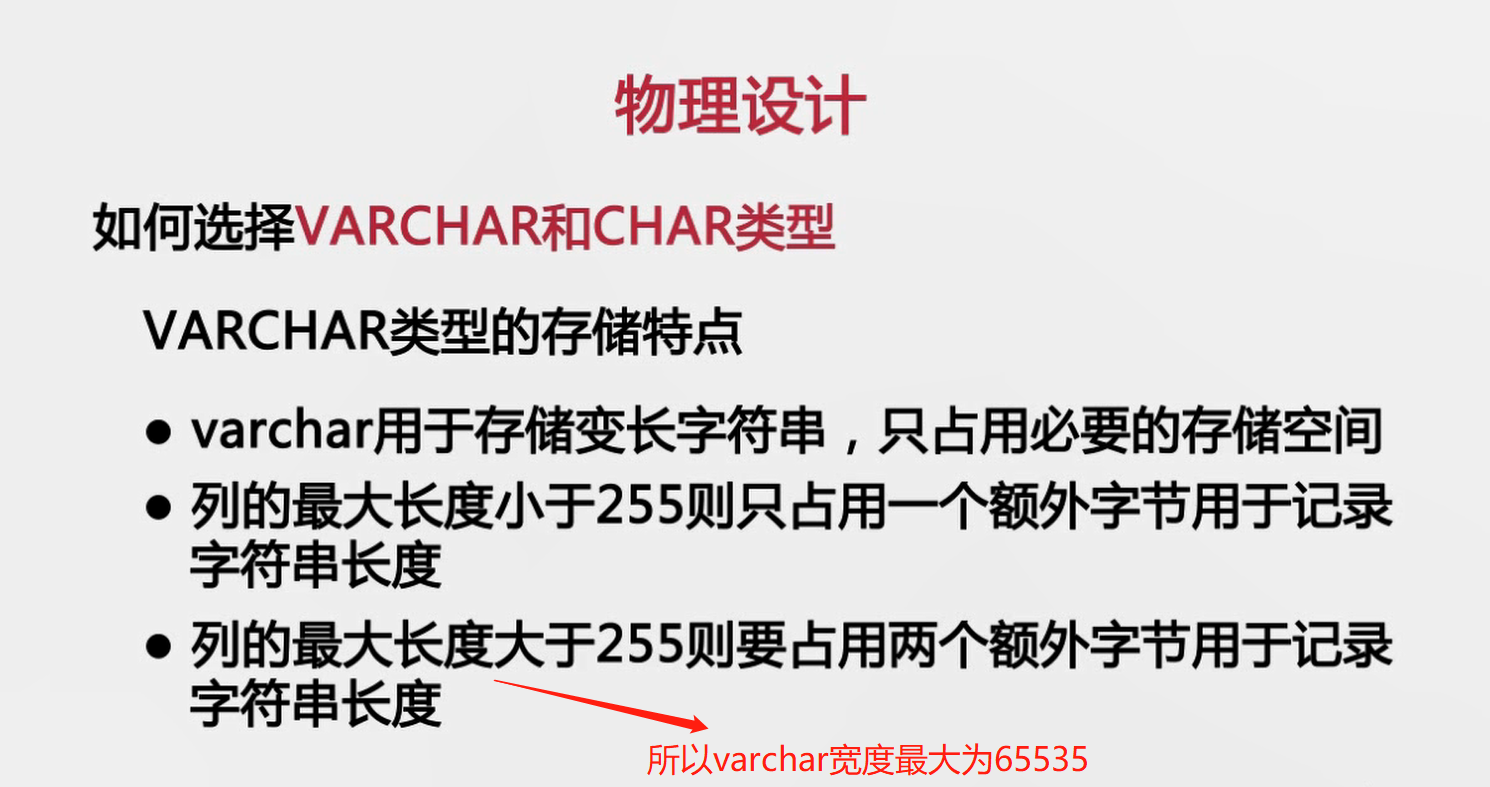 物理设计
如何选择VARCHAR和CHAR类型
VARCHAR类型的存储特点
● varchar用于存储变长字符串，只占用必要的存储空间
● 列的最大长度小于255则只占用一个额外字节用于记录
字符串长度
● 列的最大长度大于255则要占用两个额外字节用于记录
字符串长度
所以varchar宽度最大为65535